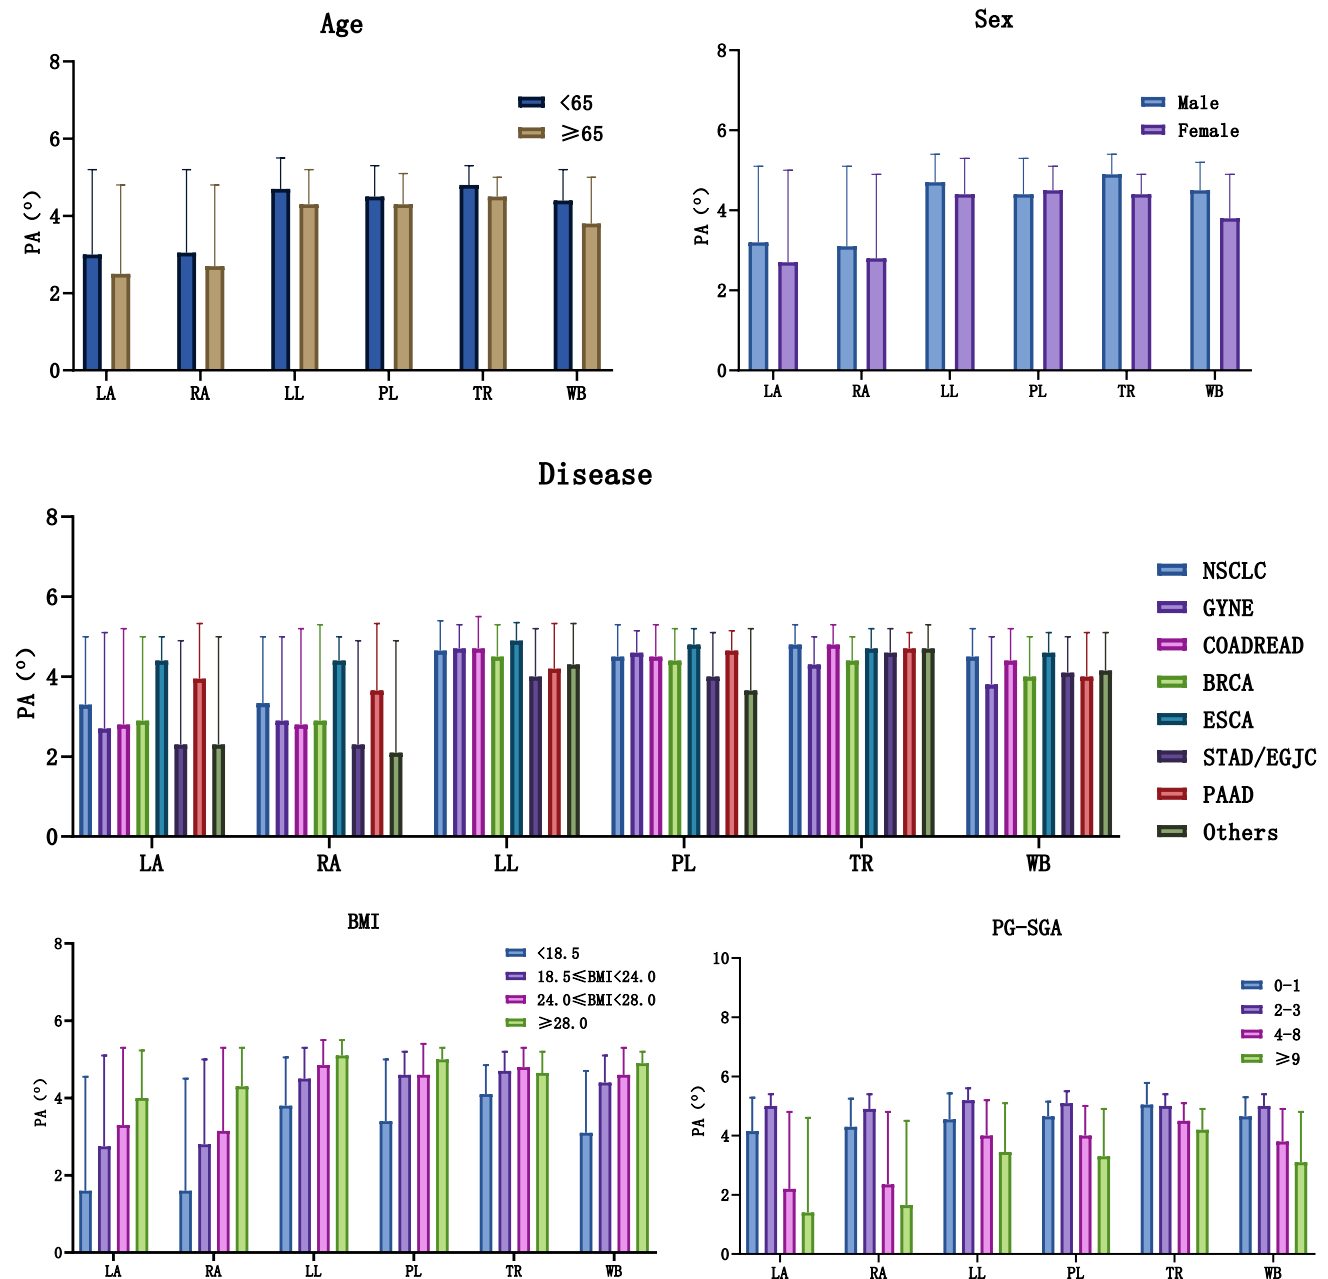 Age
PA (°)
8
6
4
2
0
<65
≥65
LA RA LL PL TR WB
Sex
PA (°)
8
6
4
2
0
Male
Female
LA RA LL PL TR WB
Disease
PA (°)
8
6
4
2
0
LA RA LL PL TR WB
NSCLC
GYNE
COADREAD
BRCA
ESCA
STAD/EGJC
PAAD
Others
BMI
PA (°)
8
6
4
2
0
<18.5
18.5≤BMI<24.0
24.0≤BMI<28.0
≥28.0
LA RA LL PL TR WB
PG-SGA
PA (°)
10
8
6
4
2
0
0-1
2-3
4-8
≥9
LA RA LL PL TR WB